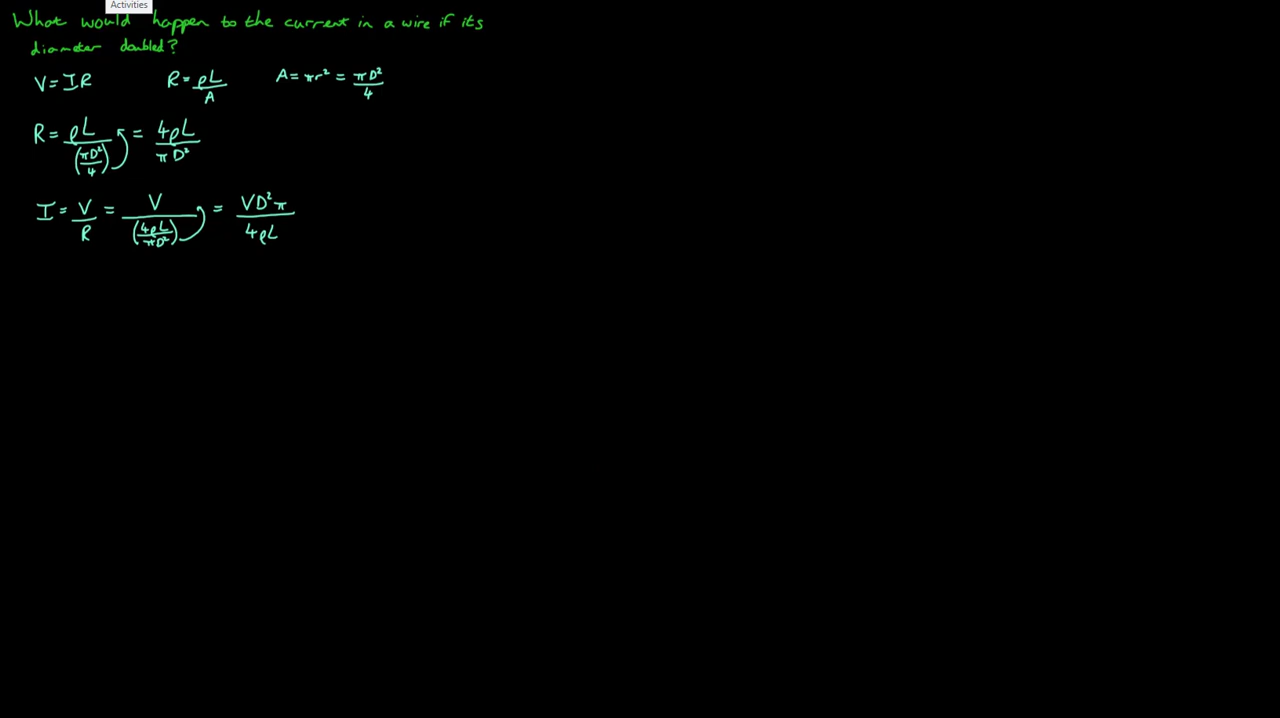 Activities
What would happen to the current in a wire if its
diameter doubled?
V = IR R = ρL/A A = πr² = πD²/4
R = ρL/(πD²/4) = 4ρL/πD²
I = V/R = V/(4ρL/πD²) = VD²π/4ρL